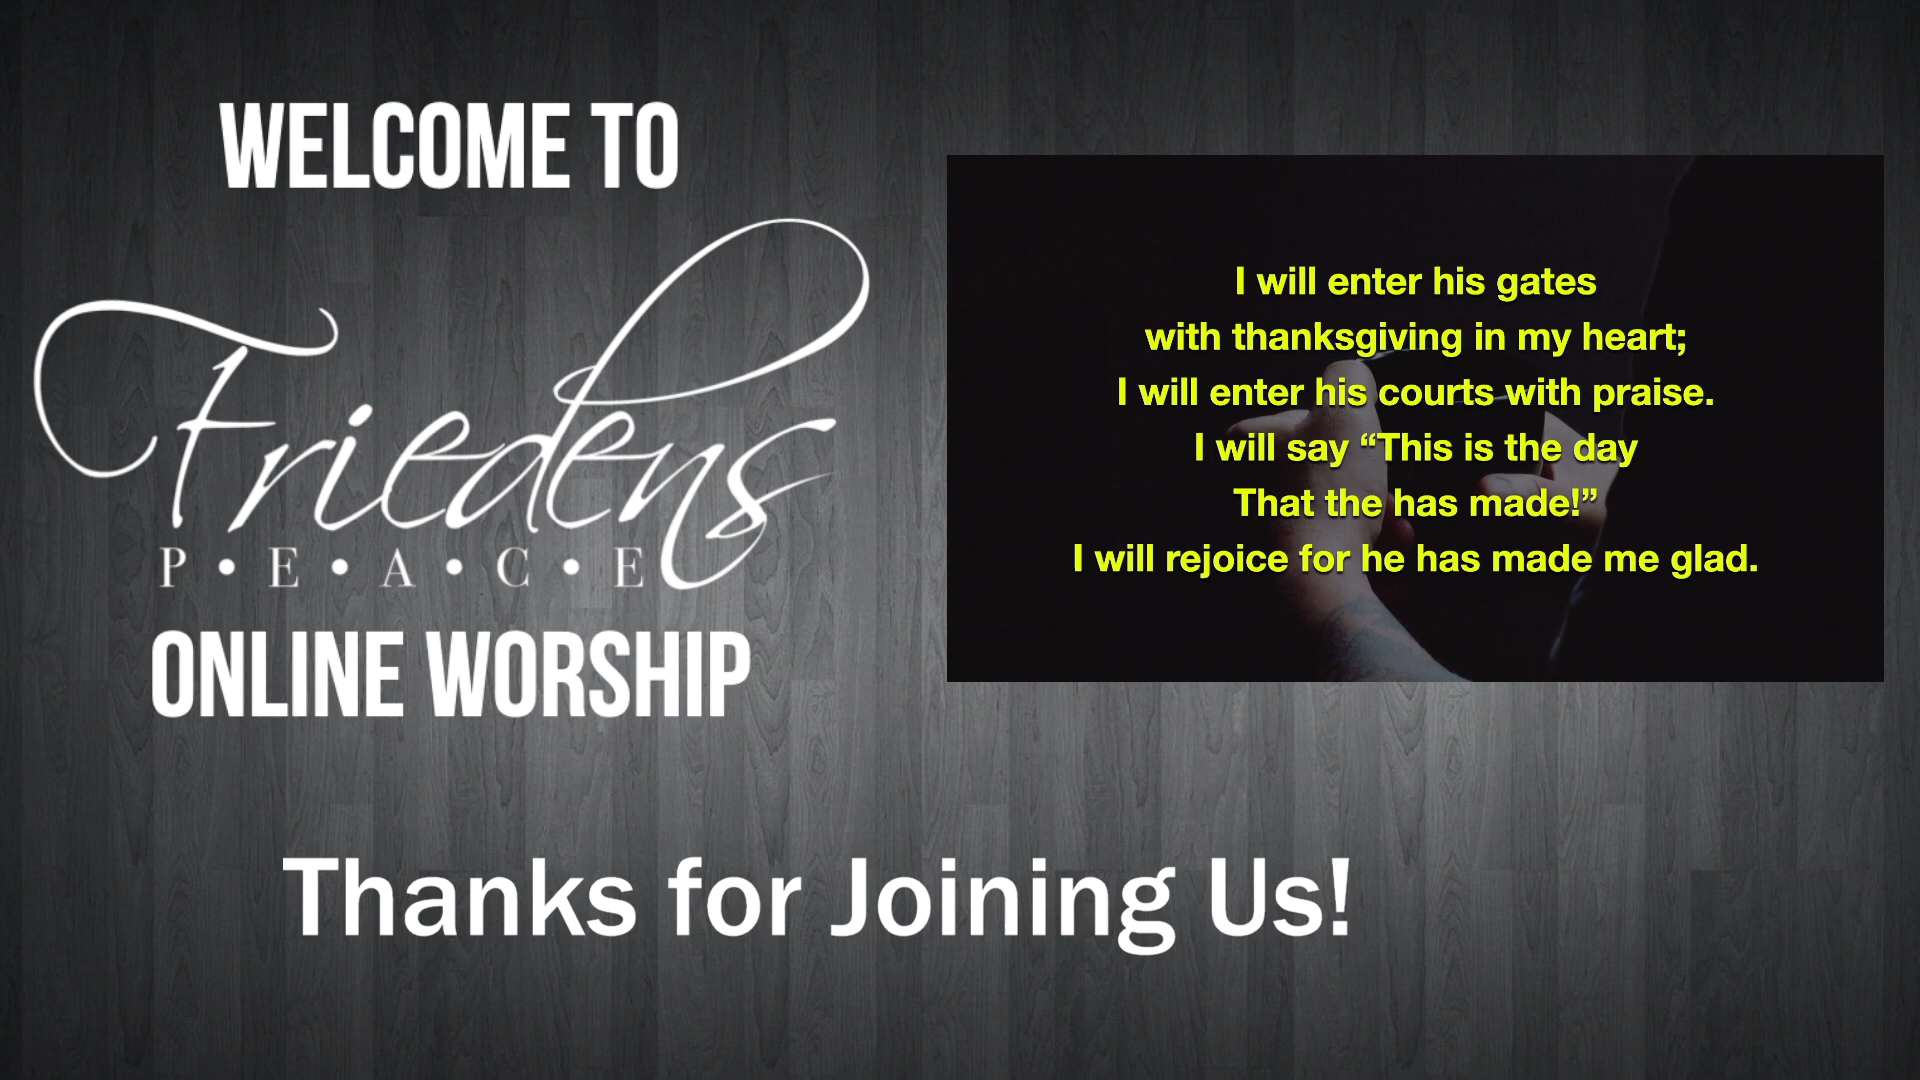 WELCOME TO
Friedens
P•E•A•C•E
ONLINE WORSHIP
I will enter his gates
with thanksgiving in my heart;
I will enter his courts with praise.
I will say “This is the day
That the has made!”
I will rejoice for he has made me glad.
Thanks for Joining Us!